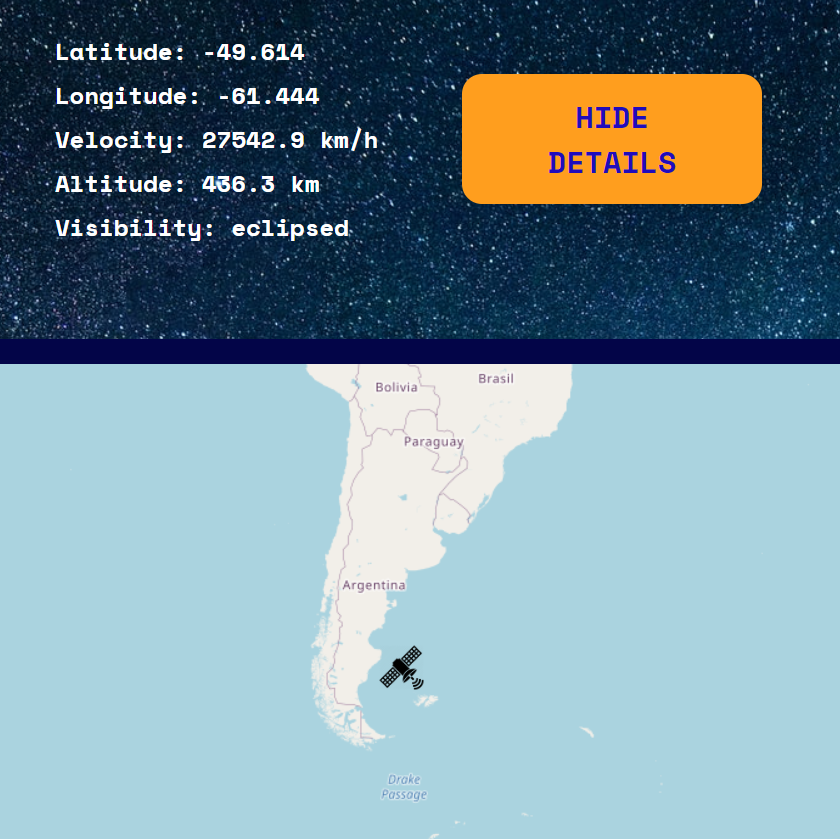 Latitude: -49.614
Longitude: -61.444
Velocity: 27542.9 km/h
Altitude: 436.3 km
Visibility: eclipsed
HIDE
DETAILS
Bolivia
Brasil
Paraguay
Argentina
Drake
Passage